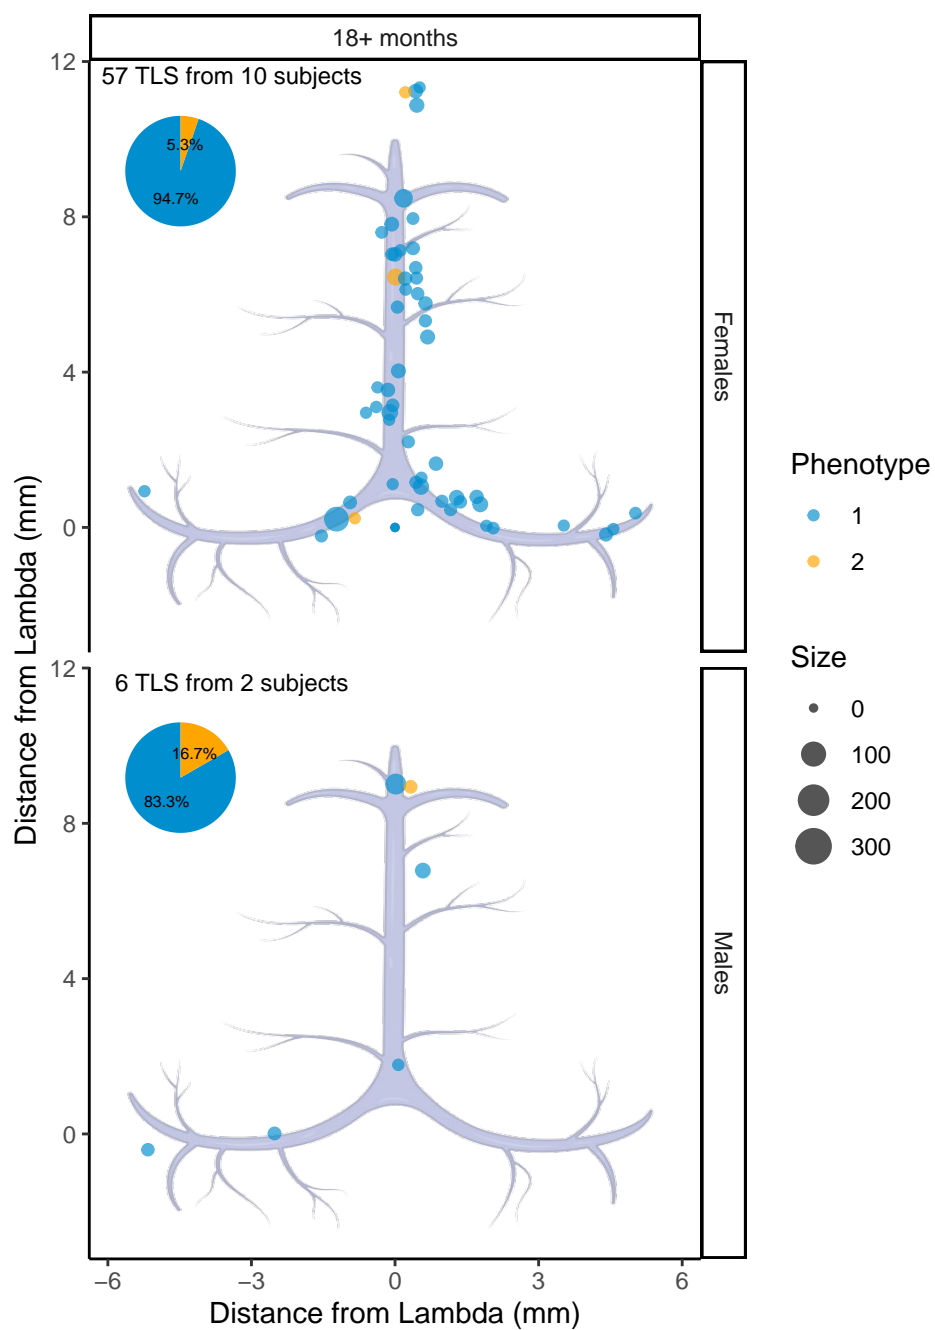 18+ months
57 TLS from 10 subjects
5.3%
94.7%
12
8
4
0
Females
6 TLS from 2 subjects
16.7%
83.3%
12
8
4
0
Males
Distance from Lambda (mm)
−6
−3
0
3
6
Distance from Lambda (mm)
Phenotype
1
2
Size
0
100
200
300